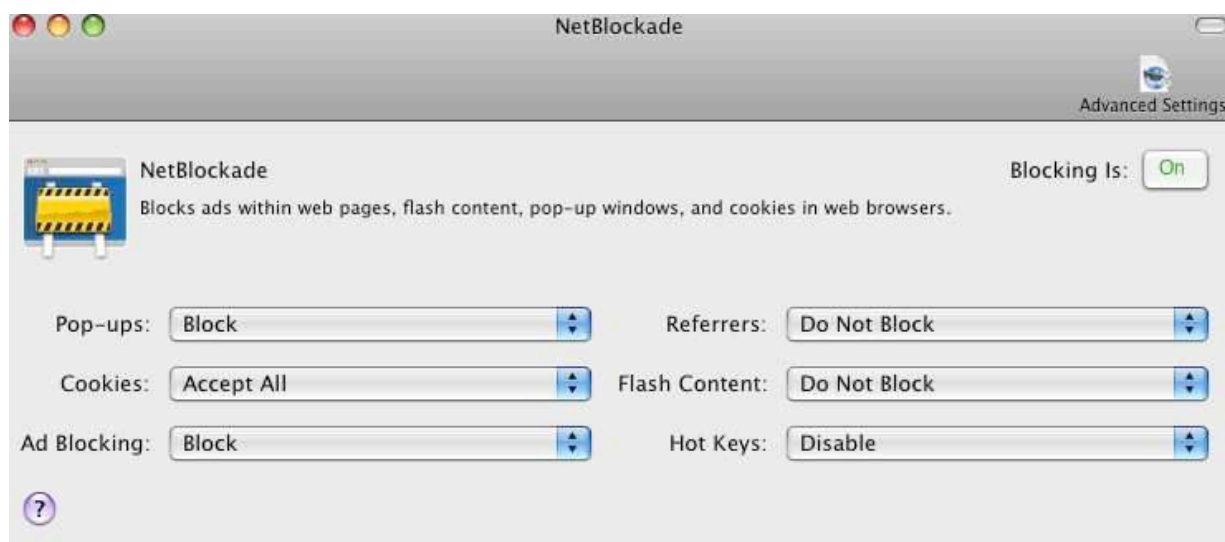 NetBlockade
Advanced Settings
NetBlockade
Blocking Is: On
Blocks ads within web pages, flash content, pop-up windows, and cookies in web browsers.
Pop-ups: Block
Referrers: Do Not Block
Cookies: Accept All
Flash Content: Do Not Block
Ad Blocking: Block
Hot Keys: Disable
?